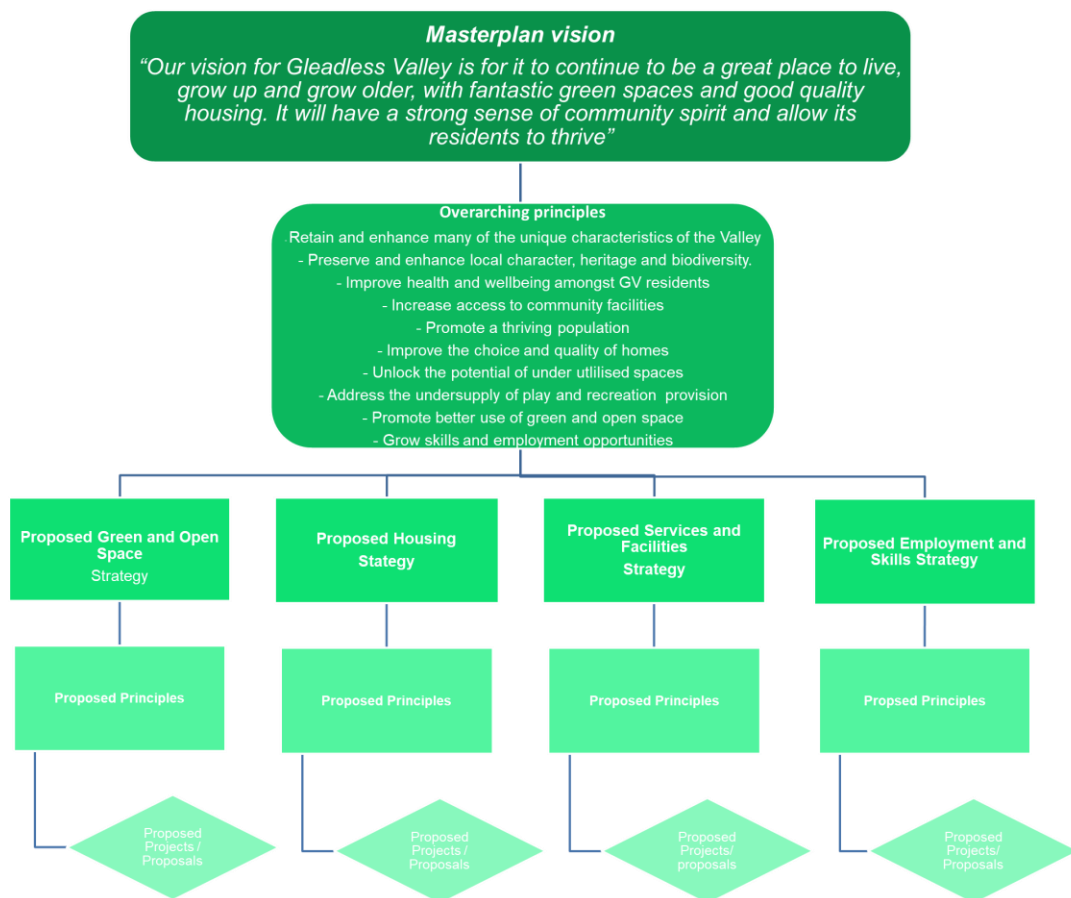 Masterplan vision
“Our vision for Gleadless Valley is for it to continue to be a great place to live,
grow up and grow older, with fantastic green spaces and good quality
housing. It will have a strong sense of community spirit and allow its
residents to thrive”
Overarching principles
Retain and enhance many of the unique characteristics of the Valley
- Preserve and enhance local character, heritage and biodiversity.
- Improve health and wellbeing amongst GV residents
- Increase access to community facilities
- Promote a thriving population
- Improve the choice and quality of homes
- Unlock the potential of under utlilised spaces
- Address the undersupply of play and recreation provision
- Promote better use of green and open space
- Grow skills and employment opportunities
Proposed Green and Open
Space
Strategy
Proposed Housing
Stategy
Proposed Services and
Facilities
Strategy
Proposed Employment and
Skills Strategy
Proposed Principles
Proposed Principles
Proposed Principles
Propsed Principles
Proposed
Projects /
Proposals
Proposed
Projects/
Proposals
Proposed
Projects/
proposals
Proposed
Projects/
Proposals